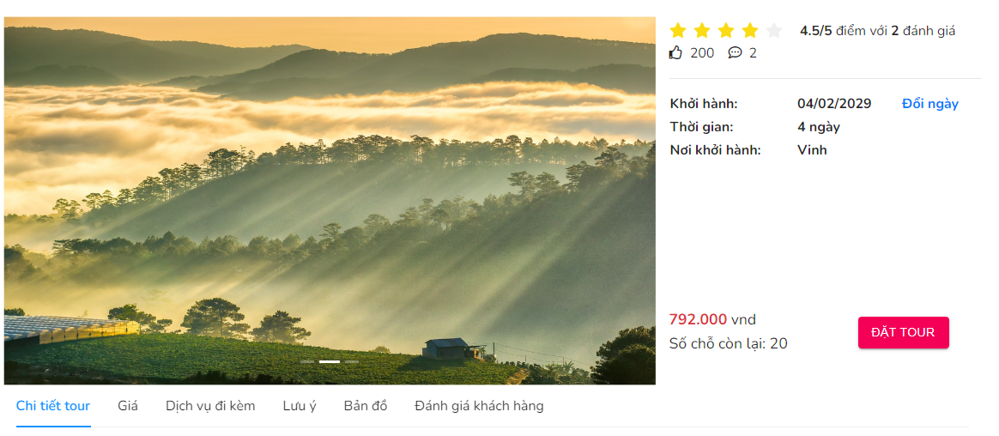 4.5/5 điểm với 2 đánh giá
200 2
Khởi hành: 04/02/2029 Đổi ngày
Thời gian: 4 ngày
Nơi khởi hành: Vinh
792.000 vnd
Số chỗ còn lại: 20
ĐẶT TOUR
Chi tiết tour Giá Dịch vụ đi kèm Lưu ý Bản đồ Đánh giá khách hàng